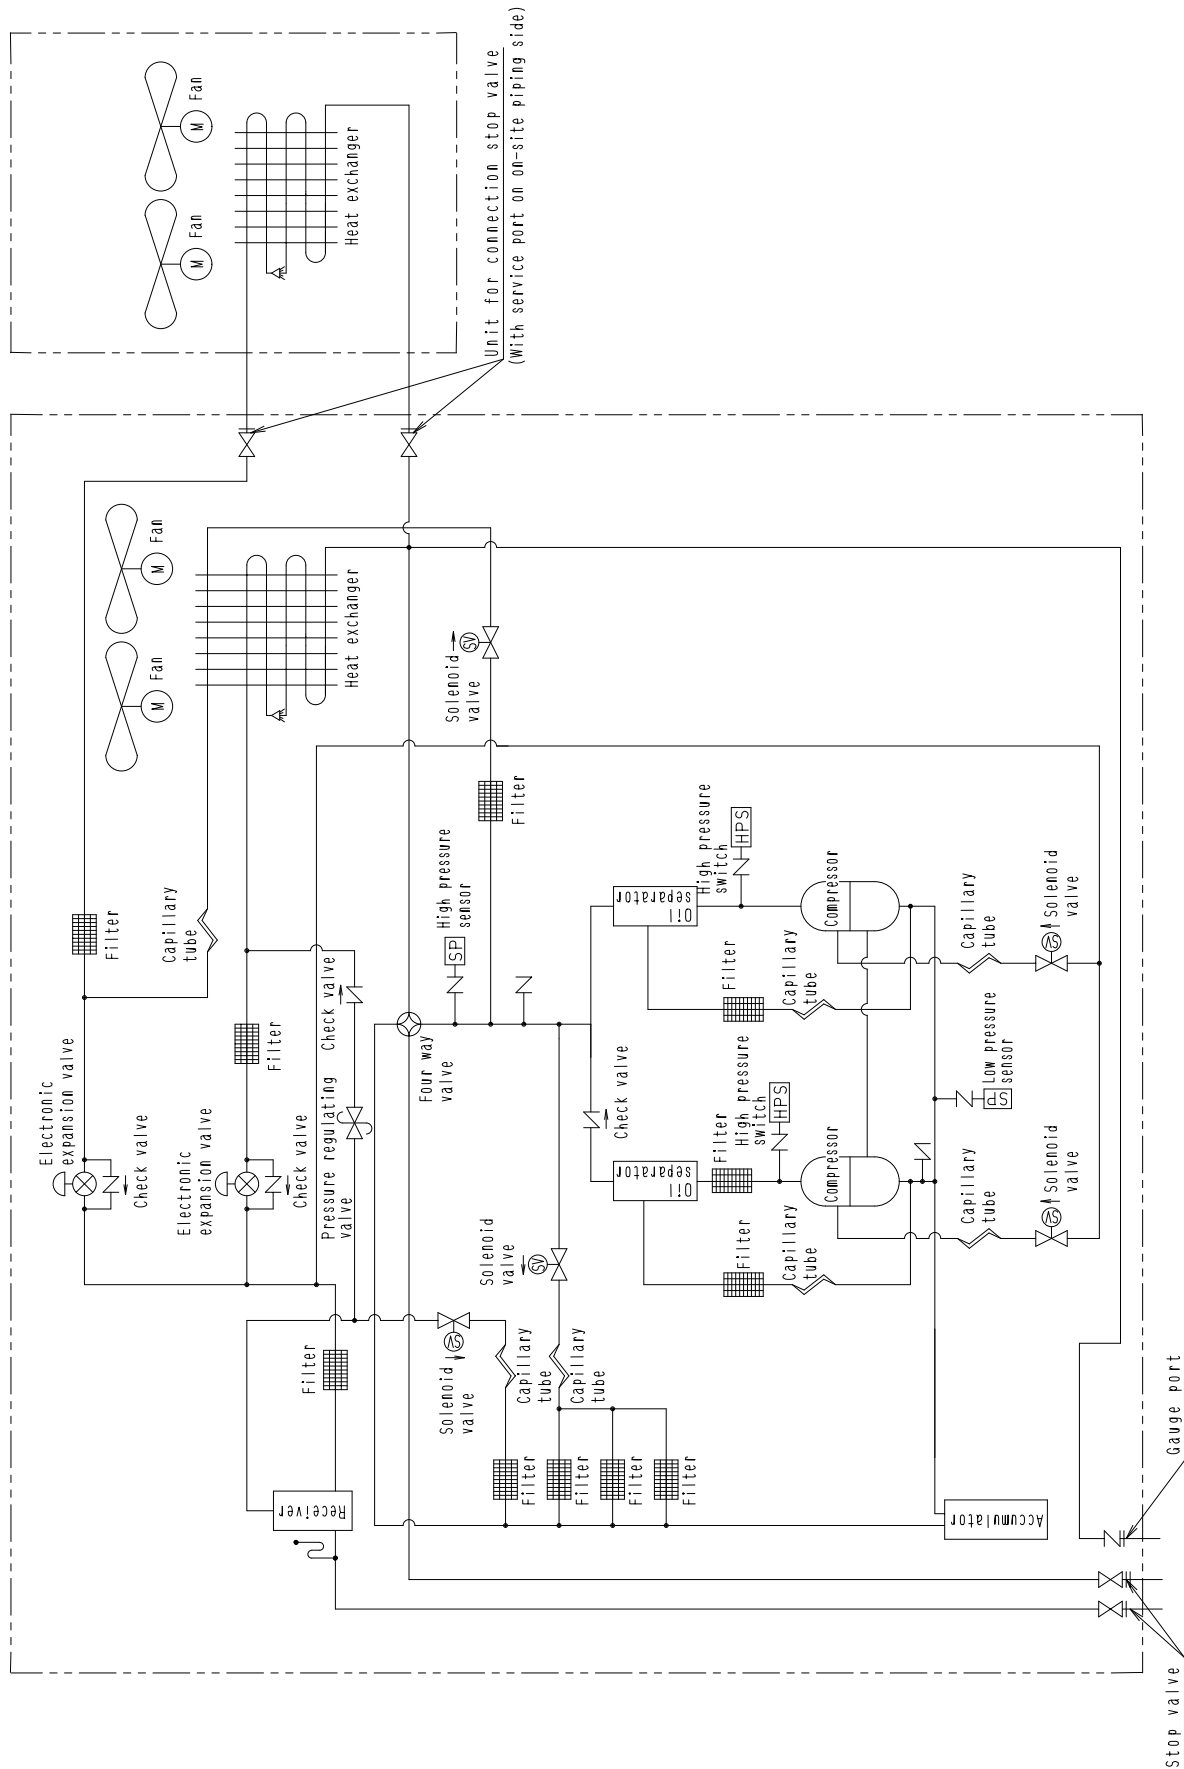 Fan
M
Fan
M
Heat exchanger
Unit for connection stop valve
(With service port on on-site piping side)
Fan
M
Fan
M
Heat exchanger
Solenoid
valve
SV
Filter
Capillary
tube
Filter
High pressure
sensor
SP
Filter
Check valve
Four way
valve
Electronic
expansion valve
Check valve
Electronic
expansion valve
Check valve
Pressure regulating
valve
Oil
separator
High pressure
switch
HPS
Compressor
Filter
Capillary
tube
Capillary
tube
SV
Solenoid
valve
Check valve
Oil
separator
Filter
High pressure
switch
HPS
Compressor
Low pressure
sensor
SP
Filter
Capillary
tube
Capillary
tube
SV
Solenoid
valve
Solenoid
valve
SV
Solenoid
valve
SV
Filter
Capillary
tube
Capillary
tube
Filter
Filter
Filter
Filter
Receiver
Accumulator
Gauge port
Stop valve